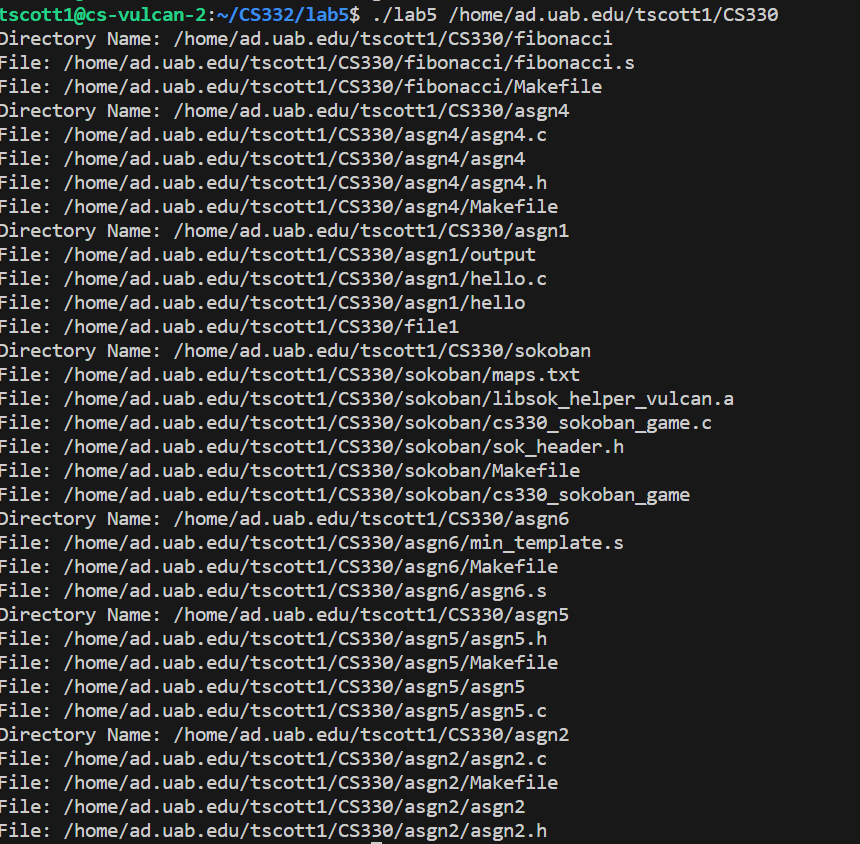 tscott1@cs-vulcan-2:~/CS332/lab5$ ./lab5 /home/ad.uab.edu/tscott1/CS330
Directory Name: /home/ad.uab.edu/tscott1/CS330/fibonacci
File: /home/ad.uab.edu/tscott1/CS330/fibonacci/fibonacci.s
File: /home/ad.uab.edu/tscott1/CS330/fibonacci/Makefile
Directory Name: /home/ad.uab.edu/tscott1/CS330/asgn4
File: /home/ad.uab.edu/tscott1/CS330/asgn4/asgn4.c
File: /home/ad.uab.edu/tscott1/CS330/asgn4/asgn4
File: /home/ad.uab.edu/tscott1/CS330/asgn4/asgn4.h
File: /home/ad.uab.edu/tscott1/CS330/asgn4/Makefile
Directory Name: /home/ad.uab.edu/tscott1/CS330/asgn1
File: /home/ad.uab.edu/tscott1/CS330/asgn1/output
File: /home/ad.uab.edu/tscott1/CS330/asgn1/hello.c
File: /home/ad.uab.edu/tscott1/CS330/asgn1/hello
File: /home/ad.uab.edu/tscott1/CS330/file1
Directory Name: /home/ad.uab.edu/tscott1/CS330/sokoban
File: /home/ad.uab.edu/tscott1/CS330/sokoban/maps.txt
File: /home/ad.uab.edu/tscott1/CS330/sokoban/libsok_helper_vulcan.a
File: /home/ad.uab.edu/tscott1/CS330/sokoban/cs330_sokoban_game.c
File: /home/ad.uab.edu/tscott1/CS330/sokoban/sok_header.h
File: /home/ad.uab.edu/tscott1/CS330/sokoban/Makefile
File: /home/ad.uab.edu/tscott1/CS330/sokoban/cs330_sokoban_game
Directory Name: /home/ad.uab.edu/tscott1/CS330/asgn6
File: /home/ad.uab.edu/tscott1/CS330/asgn6/min_template.s
File: /home/ad.uab.edu/tscott1/CS330/asgn6/Makefile
File: /home/ad.uab.edu/tscott1/CS330/asgn6/asgn6.s
Directory Name: /home/ad.uab.edu/tscott1/CS330/asgn5
File: /home/ad.uab.edu/tscott1/CS330/asgn5/asgn5.h
File: /home/ad.uab.edu/tscott1/CS330/asgn5/Makefile
File: /home/ad.uab.edu/tscott1/CS330/asgn5/asgn5
File: /home/ad.uab.edu/tscott1/CS330/asgn5/asgn5.c
Directory Name: /home/ad.uab.edu/tscott1/CS330/asgn2
File: /home/ad.uab.edu/tscott1/CS330/asgn2/asgn2.c
File: /home/ad.uab.edu/tscott1/CS330/asgn2/Makefile
File: /home/ad.uab.edu/tscott1/CS330/asgn2/asgn2
File: /home/ad.uab.edu/tscott1/CS330/asgn2/asgn2.h